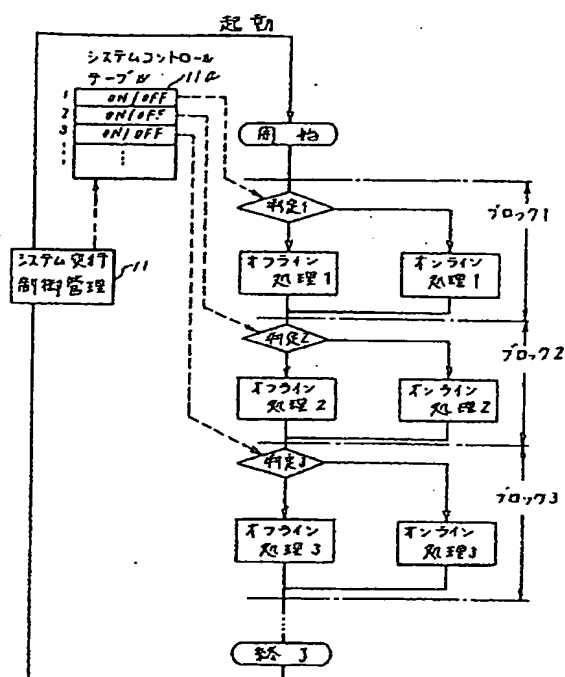 起動
システムコントロール
テーブル 11a
1 ON/OFF
2 ON/OFF
3 ON/OFF
開始
判定1
ブロック1
オフライン
処理1
オンライン
処理1
システム実行
制御管理
11
判定2
ブロック2
オフライン
処理2
オンライン
処理2
判定3
ブロック3
オフライン
処理3
オンライン
処理3
終了